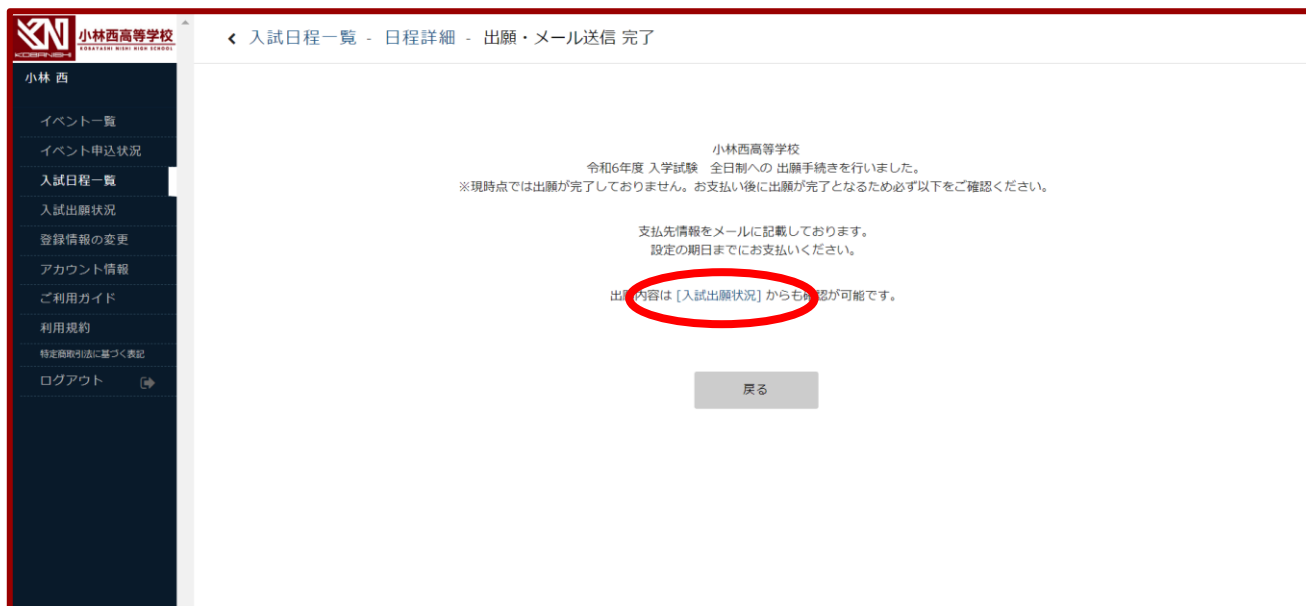 KN
KOBANISHI
小林西高等学校
KOBAYASHI NISHI HIGH SCHOOL
小林 西
イベント一覧
イベント申込状況
入試日程一覧
入試出願状況
登録情報の変更
アカウント情報
ご利用ガイド
利用規約
特定商取引法に基づく表記
ログアウト
入試日程一覧 - 日程詳細 - 出願・メール送信 完了
小林西高等学校
令和6年度 入学試験 全日制への 出願手続きを行いました。
※現時点では出願が完了しておりません。お支払い後に出願が完了となるため必ず以下をご確認ください。
支払先情報をメールに記載しております。
設定の期日までにお支払いください。
出願内容は [入試出願状況] からも確認が可能です。
戻る